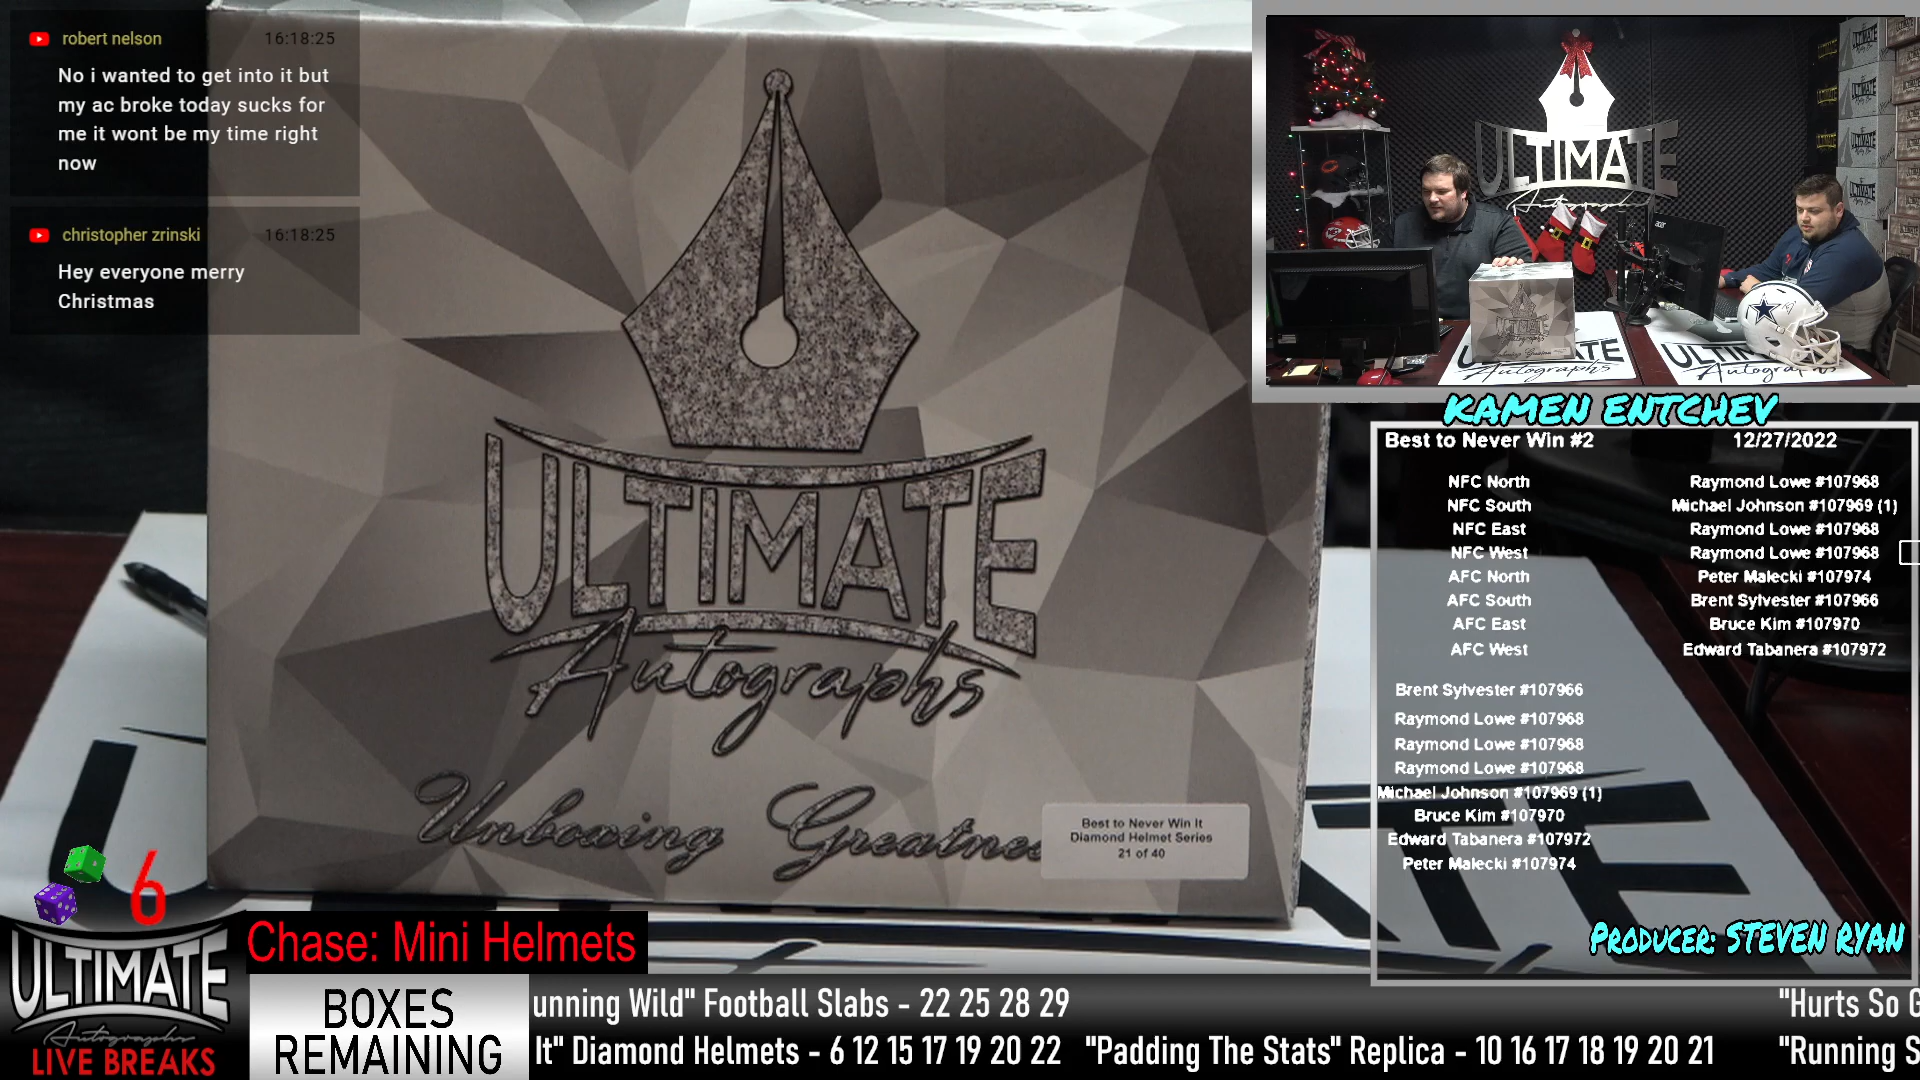 robert nelson 16:18:25
No i wanted to get into it but
my ac broke today sucks for
me it wont be my time right
now
christopher zrinski 16:18:25
Hey everyone merry
Christmas
ULTIMATE
Autographs
Unboxing Greatnes
Best to Never Win It
Diamond Helmet Series
21 of 40
ULTIMATE
Autographs
KAMEN ENTCHEV
Best to Never Win #2 12/27/2022
NFC North Raymond Lowe #107968
NFC South Michael Johnson #107969 (1)
NFC East Raymond Lowe #107968
NFC West Raymond Lowe #107968
AFC North Peter Malecki #107974
AFC South Brent Sylvester #107966
AFC East Bruce Kim #107970
AFC West Edward Tabanera #107972
Brent Sylvester #107966
Raymond Lowe #107968
Raymond Lowe #107968
Raymond Lowe #107968
Michael Johnson #107969 (1)
Bruce Kim #107970
Edward Tabanera #107972
Peter Malecki #107974
Producer: STEVEN RYAN
6
ULTIMATE
Autographs
LIVE BREAKS
Chase: Mini Helmets
BOXES
REMAINING
unning Wild" Football Slabs - 22 25 28 29 "Hurts So G
It" Diamond Helmets - 6 12 15 17 19 20 22 "Padding The Stats" Replica - 10 16 17 18 19 20 21 "Running S